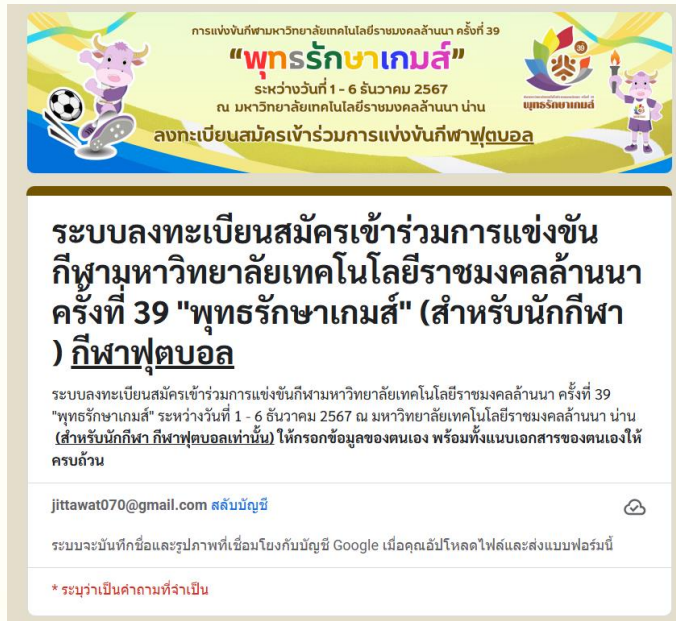 การแข่งขันกีฬามหาวิทยาลัยเทคโนโลยีราชมงคลล้านนา ครั้งที่ 39
“พุทธรักษาเกมส์”
ระหว่างวันที่ 1 - 6 ธันวาคม 2567
ณ มหาวิทยาลัยเทคโนโลยีราชมงคลล้านนา น่าน
ลงทะเบียนสมัครเข้าร่วมการแข่งขันกีฬาฟุตบอล
39
พุทธรักษาเกมส์
ระบบลงทะเบียนสมัครเข้าร่วมการแข่งขัน
กีฬามหาวิทยาลัยเทคโนโลยีราชมงคลล้านนา
ครั้งที่ 39 "พุทธรักษาเกมส์" (สำหรับนักกีฬา
) กีฬาฟุตบอล
ระบบลงทะเบียนสมัครเข้าร่วมการแข่งขันกีฬามหาวิทยาลัยเทคโนโลยีราชมงคลล้านนา ครั้งที่ 39
"พุทธรักษาเกมส์" ระหว่างวันที่ 1 - 6 ธันวาคม 2567 ณ มหาวิทยาลัยเทคโนโลยีราชมงคลล้านนา น่าน
(สำหรับนักกีฬา กีฬาฟุตบอลเท่านั้น) ให้กรอกข้อมูลของตนเอง พร้อมทั้งแนบเอกสารของตนเองให้
ครบถ้วน
jittawat070@gmail.com สลับบัญชี
ระบบจะบันทึกชื่อและรูปภาพที่เชื่อมโยงกับบัญชี Google เมื่อคุณอัปโหลดไฟล์และส่งแบบฟอร์มนี้
* ระบุว่าเป็นคำถามที่จำเป็น